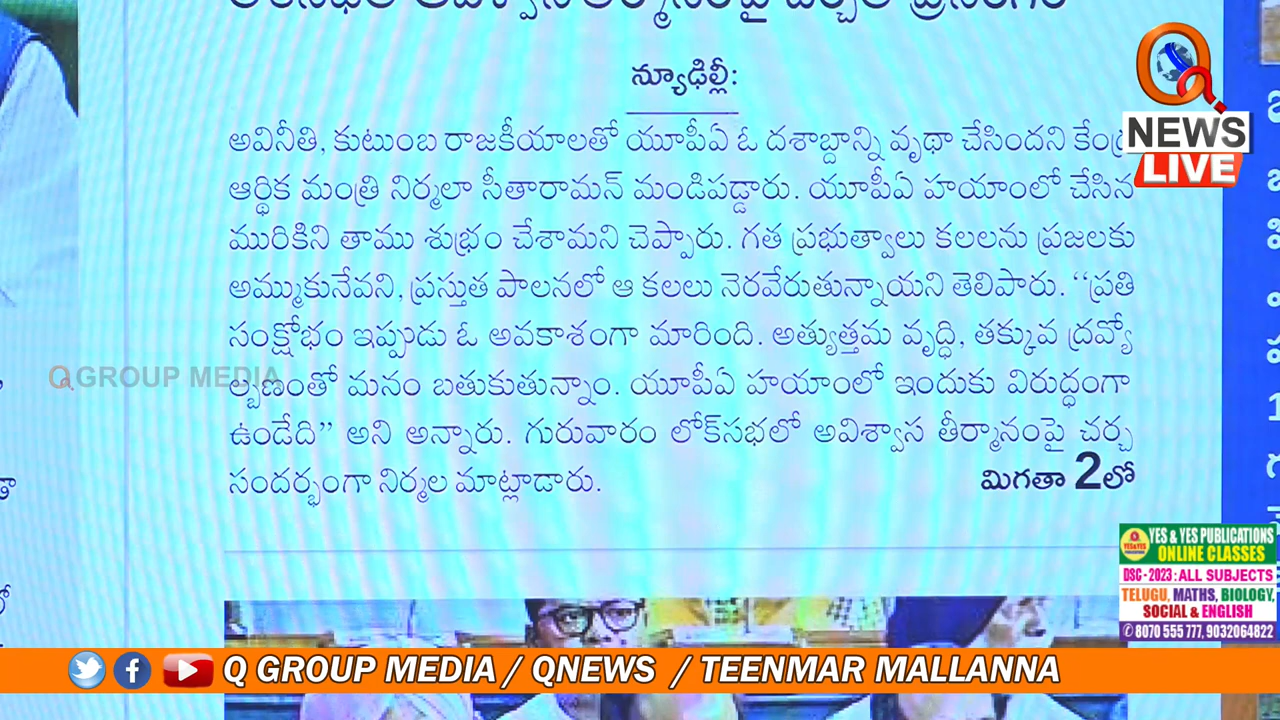 న్యూఢిల్లీ:
అవినీతి, కుటుంబ రాజకీయాలతో యూపీఏ ఓ దశాబ్దాన్ని వృథా చేసిందని కేంద్ర
ఆర్థిక మంత్రి నిర్మలా సీతారామన్ మండిపడ్డారు. యూపీఏ హయాంలో చేసిన
మురికిని తాము శుభ్రం చేశామని చెప్పారు. గత ప్రభుత్వాలు కలలను ప్రజలకు
అమ్ముకునేవని, ప్రస్తుత పాలనలో ఆ కలలు నెరవేరుతున్నాయని తెలిపారు. ‘‘ప్రతి
సంక్షోభం ఇప్పుడు ఓ అవకాశంగా మారింది. అత్యుత్తమ వృద్ధి, తక్కువ ద్రవ్యో
ల్బణంతో మనం బతుకుతున్నాం. యూపీఏ హయాంలో ఇందుకు విరుద్ధంగా
ఉండేది’’ అని అన్నారు. గురువారం లోక్‌సభలో అవిశ్వాస తీర్మానంపై చర్చ
సందర్భంగా నిర్మల మాట్లాడారు.
మిగతా 2లో
Q NEWS
LIVE
Q GROUP MEDIA
YES & YES PUBLICATIONS
ONLINE CLASSES
DSC - 2023 : ALL SUBJECTS
TELUGU, MATHS, BIOLOGY,
SOCIAL & ENGLISH
8070 555 777, 9032064822
Q GROUP MEDIA / QNEWS / TEENMAR MALLANNA